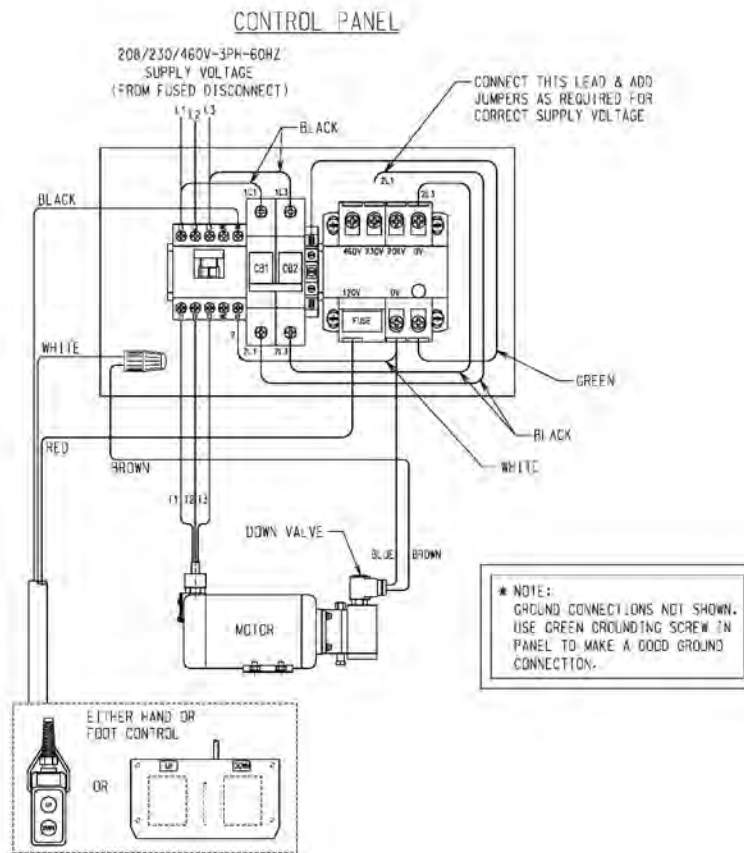 CONTROL PANEL
208/230/460V-3PH-60HZ
SUPPLY VOLTAGE
(FROM FUSED DISCONNECT)
CONNECT THIS LEAD & ADD
JUMPERS AS REQUIRED FOR
CORRECT SUPPLY VOLTAGE
L1 L2 L3
BLACK
BLACK
1L1 1L3
2L1
2L3
CB1 CB2
460V 230V 208V 0V
120V 0V
FUSE
2L1 2L3
WHITE
GREEN
BLACK
WHITE
RED
BROWN
DOWN VALVE
BLUE BROWN
MOTOR
* NOTE:
GROUND CONNECTIONS NOT SHOWN.
USE GREEN GROUNDING SCREW IN
PANEL TO MAKE A GOOD GROUND
CONNECTION.
EITHER HAND OR
FOOT CONTROL
UP
DOWN
OR
UP DOWN